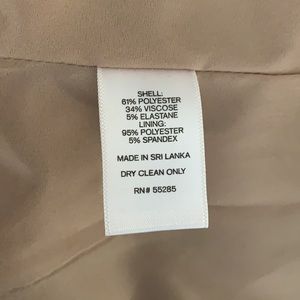 SHELL:
61% POLYESTER
34% VISCOSE
5% ELASTANE
LINING:
95% POLYESTER
5% SPANDEX
MADE IN SRI LANKA
DRY CLEAN ONLY
RN# 55285